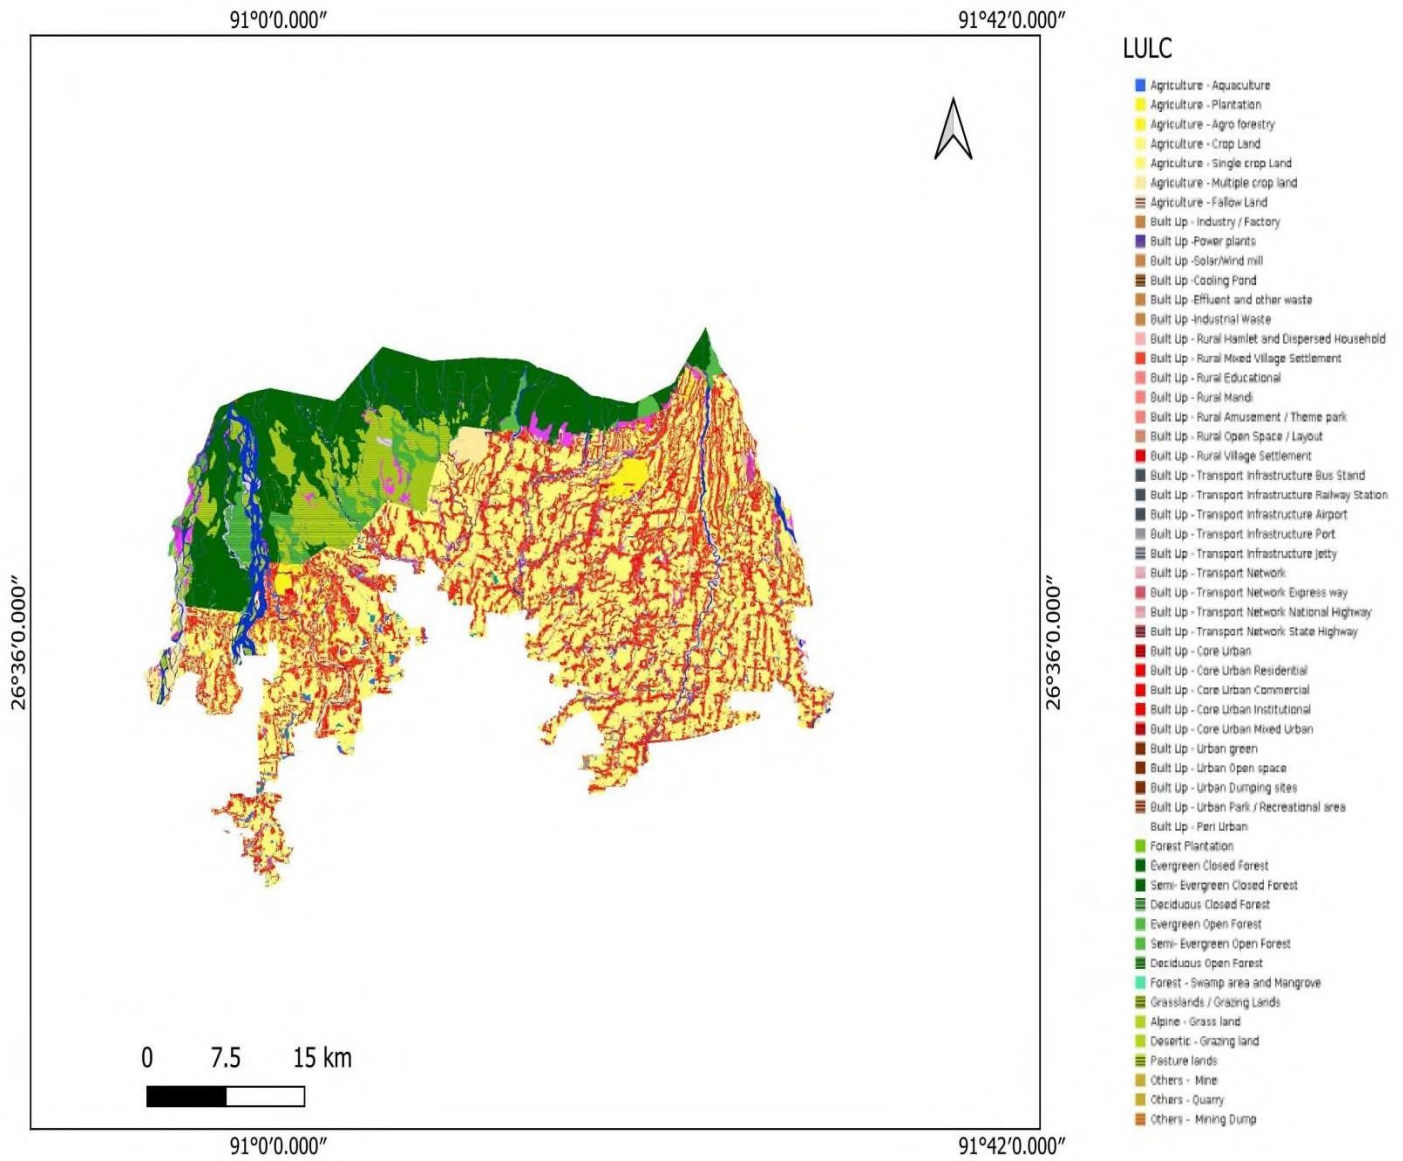 91°0′0.000″ 91°42′0.000″
LULC
Agriculture - Aquaculture
Agriculture - Plantation
Agriculture - Agro forestry
Agriculture - Crop Land
Agriculture - Single crop Land
Agriculture - Multiple crop land
Agriculture - Fallow Land
Built Up - Industry / Factory
Built Up -Power plants
Built Up -Solar/Wind mill
Built Up -Cooling Pond
Built Up -Effluent and other waste
Built Up -Industrial Waste
Built Up - Rural Hamlet and Dispersed Household
Built Up - Rural Mixed Village Settlement
Built Up - Rural Educational
Built Up - Rural Mandi
Built Up - Rural Amusement / Theme park
Built Up - Rural Open Space / Layout
Built Up - Rural Village Settlement
Built Up - Transport Infrastructure Bus Stand
Built Up - Transport Infrastructure Railway Station
Built Up - Transport Infrastructure Airport
Built Up - Transport Infrastructure Port
Built Up - Transport Infrastructure Jetty
Built Up - Transport Network
Built Up - Transport Network Express way
Built Up - Transport Network National Highway
Built Up - Transport Network State Highway
Built Up - Core Urban
Built Up - Core Urban Residential
Built Up - Core Urban Commercial
Built Up - Core Urban Institutional
Built Up - Core Urban Mixed Urban
Built Up - Urban green
Built Up - Urban Open space
Built Up - Urban Dumping sites
Built Up - Urban Park / Recreational area
Built Up - Peri Urban
Forest Plantation
Evergreen Closed Forest
Semi- Evergreen Closed Forest
Deciduous Closed Forest
Evergreen Open Forest
Semi- Evergreen Open Forest
Deciduous Open Forest
Forest - Swamp area and Mangrove
Grasslands / Grazing Lands
Alpine - Grass land
Desertic - Grazing land
Pasture lands
Others - Mine
Others - Quarry
Others - Mining Dump
26°36′0.000″ 26°36′0.000″
0 7.5 15 km
91°0′0.000″ 91°42′0.000″